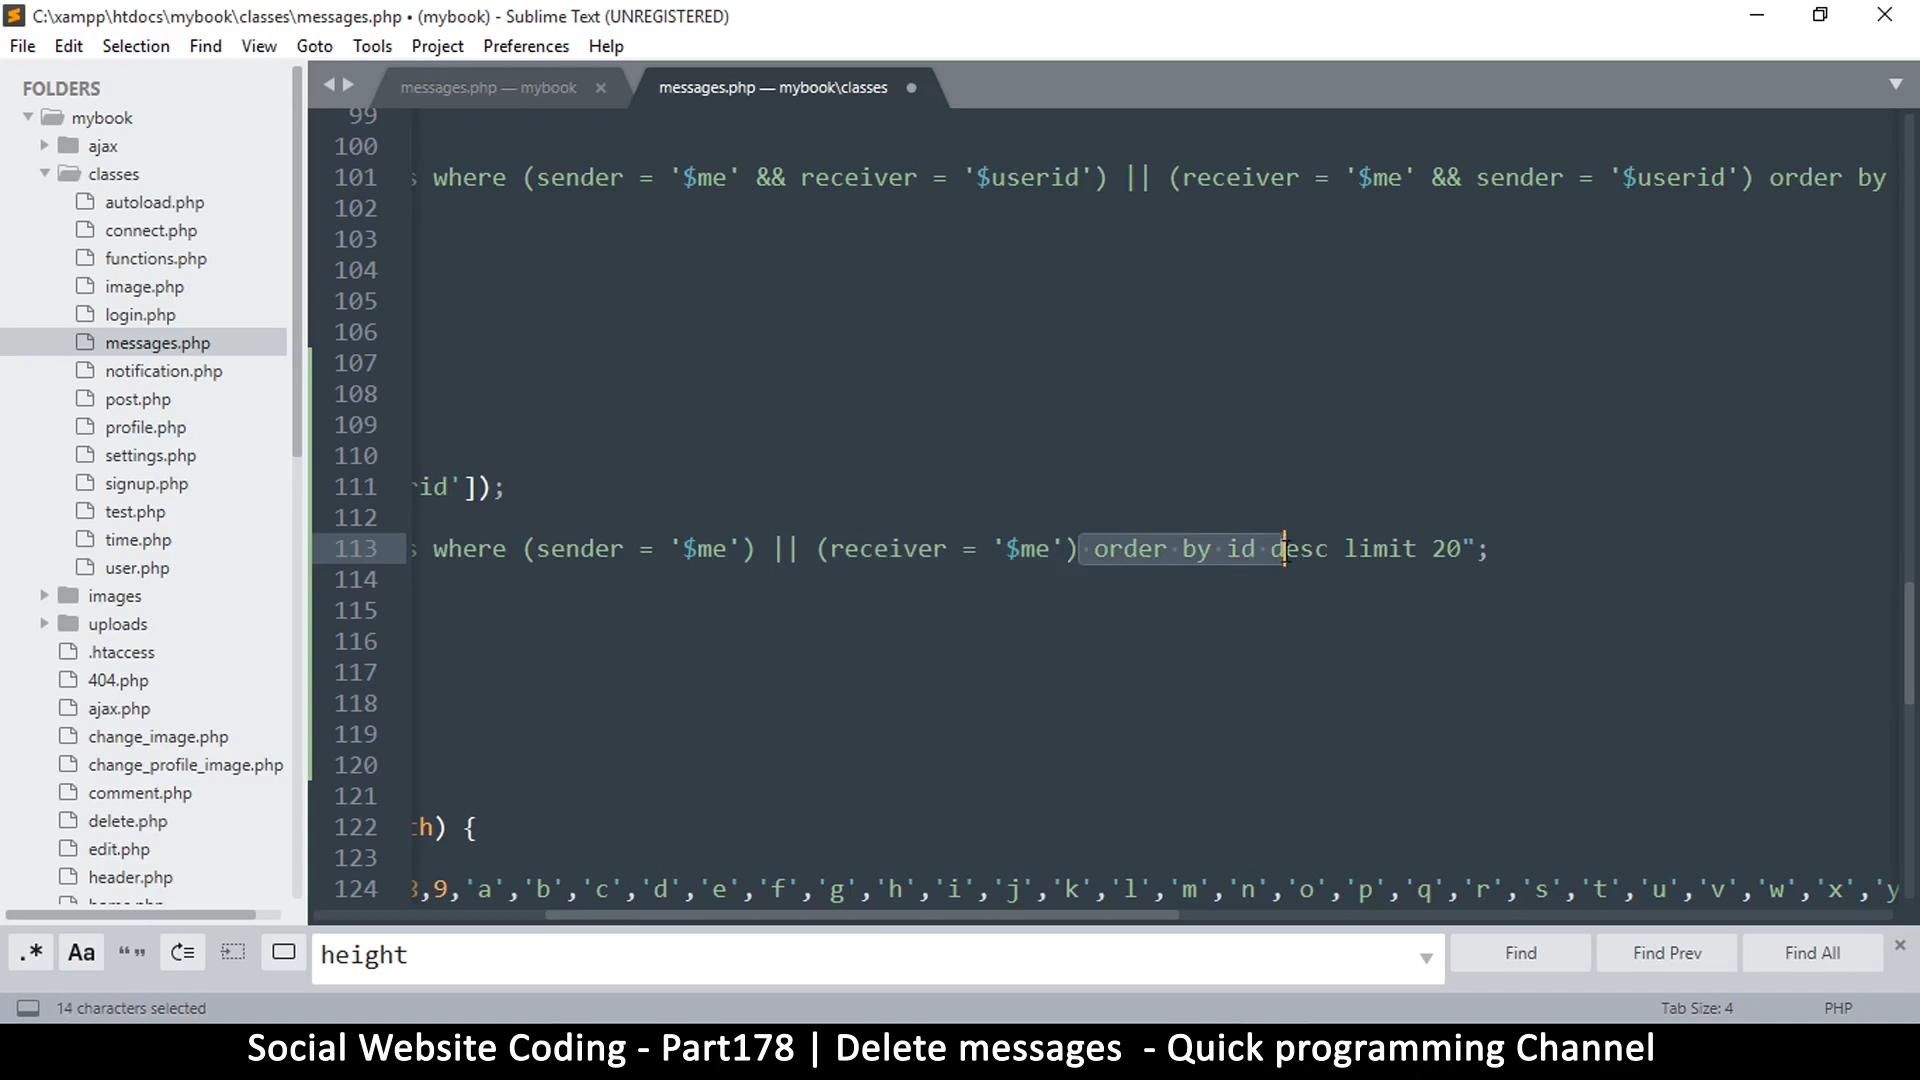 C:\xampp\htdocs\mybook\classes\messages.php • (mybook) - Sublime Text (UNREGISTERED)
File Edit Selection Find View Goto Tools Project Preferences Help
FOLDERS
mybook
ajax
classes
autoload.php
connect.php
functions.php
image.php
login.php
messages.php
notification.php
post.php
profile.php
settings.php
signup.php
test.php
time.php
user.php
images
uploads
.htaccess
404.php
ajax.php
change_image.php
change_profile_image.php
comment.php
delete.php
edit.php
header.php
messages.php — mybook
messages.php — mybook\classes
99
100
101 where (sender = '$me' && receiver = '$userid') || (receiver = '$me' && sender = '$userid') order by
102
103
104
105
106
107
108
109
110
111 rid']);
112
113 s where (sender = '$me') || (receiver = '$me') order by id desc limit 20";
114
115
116
117
118
119
120
121
122 th) {
123
124 ,9,'a','b','c','d','e','f','g','h','i','j','k','l','m','n','o','p','q','r','s','t','u','v','w','x','y
.* Aa “” height Find Find Prev Find All
14 characters selected Tab Size: 4 PHP
Social Website Coding - Part178 | Delete messages - Quick programming Channel